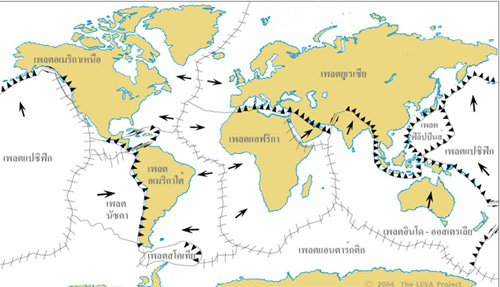 เพลตอเมริกาเหนือ
เพลตยูเรเซีย
เพลต
ฟิลิปปินส์
เพลตแอฟริกา
เพลตแปซิฟิก
เพลตแปซิฟิก
เพลต
อเมริกาใต้
เพลต
นัซคา
เพลตอินโด - ออสเตรเลีย
เพลตแอนตาร์กติก
เพลตสโคเทีย
© 2004 The LESA Project